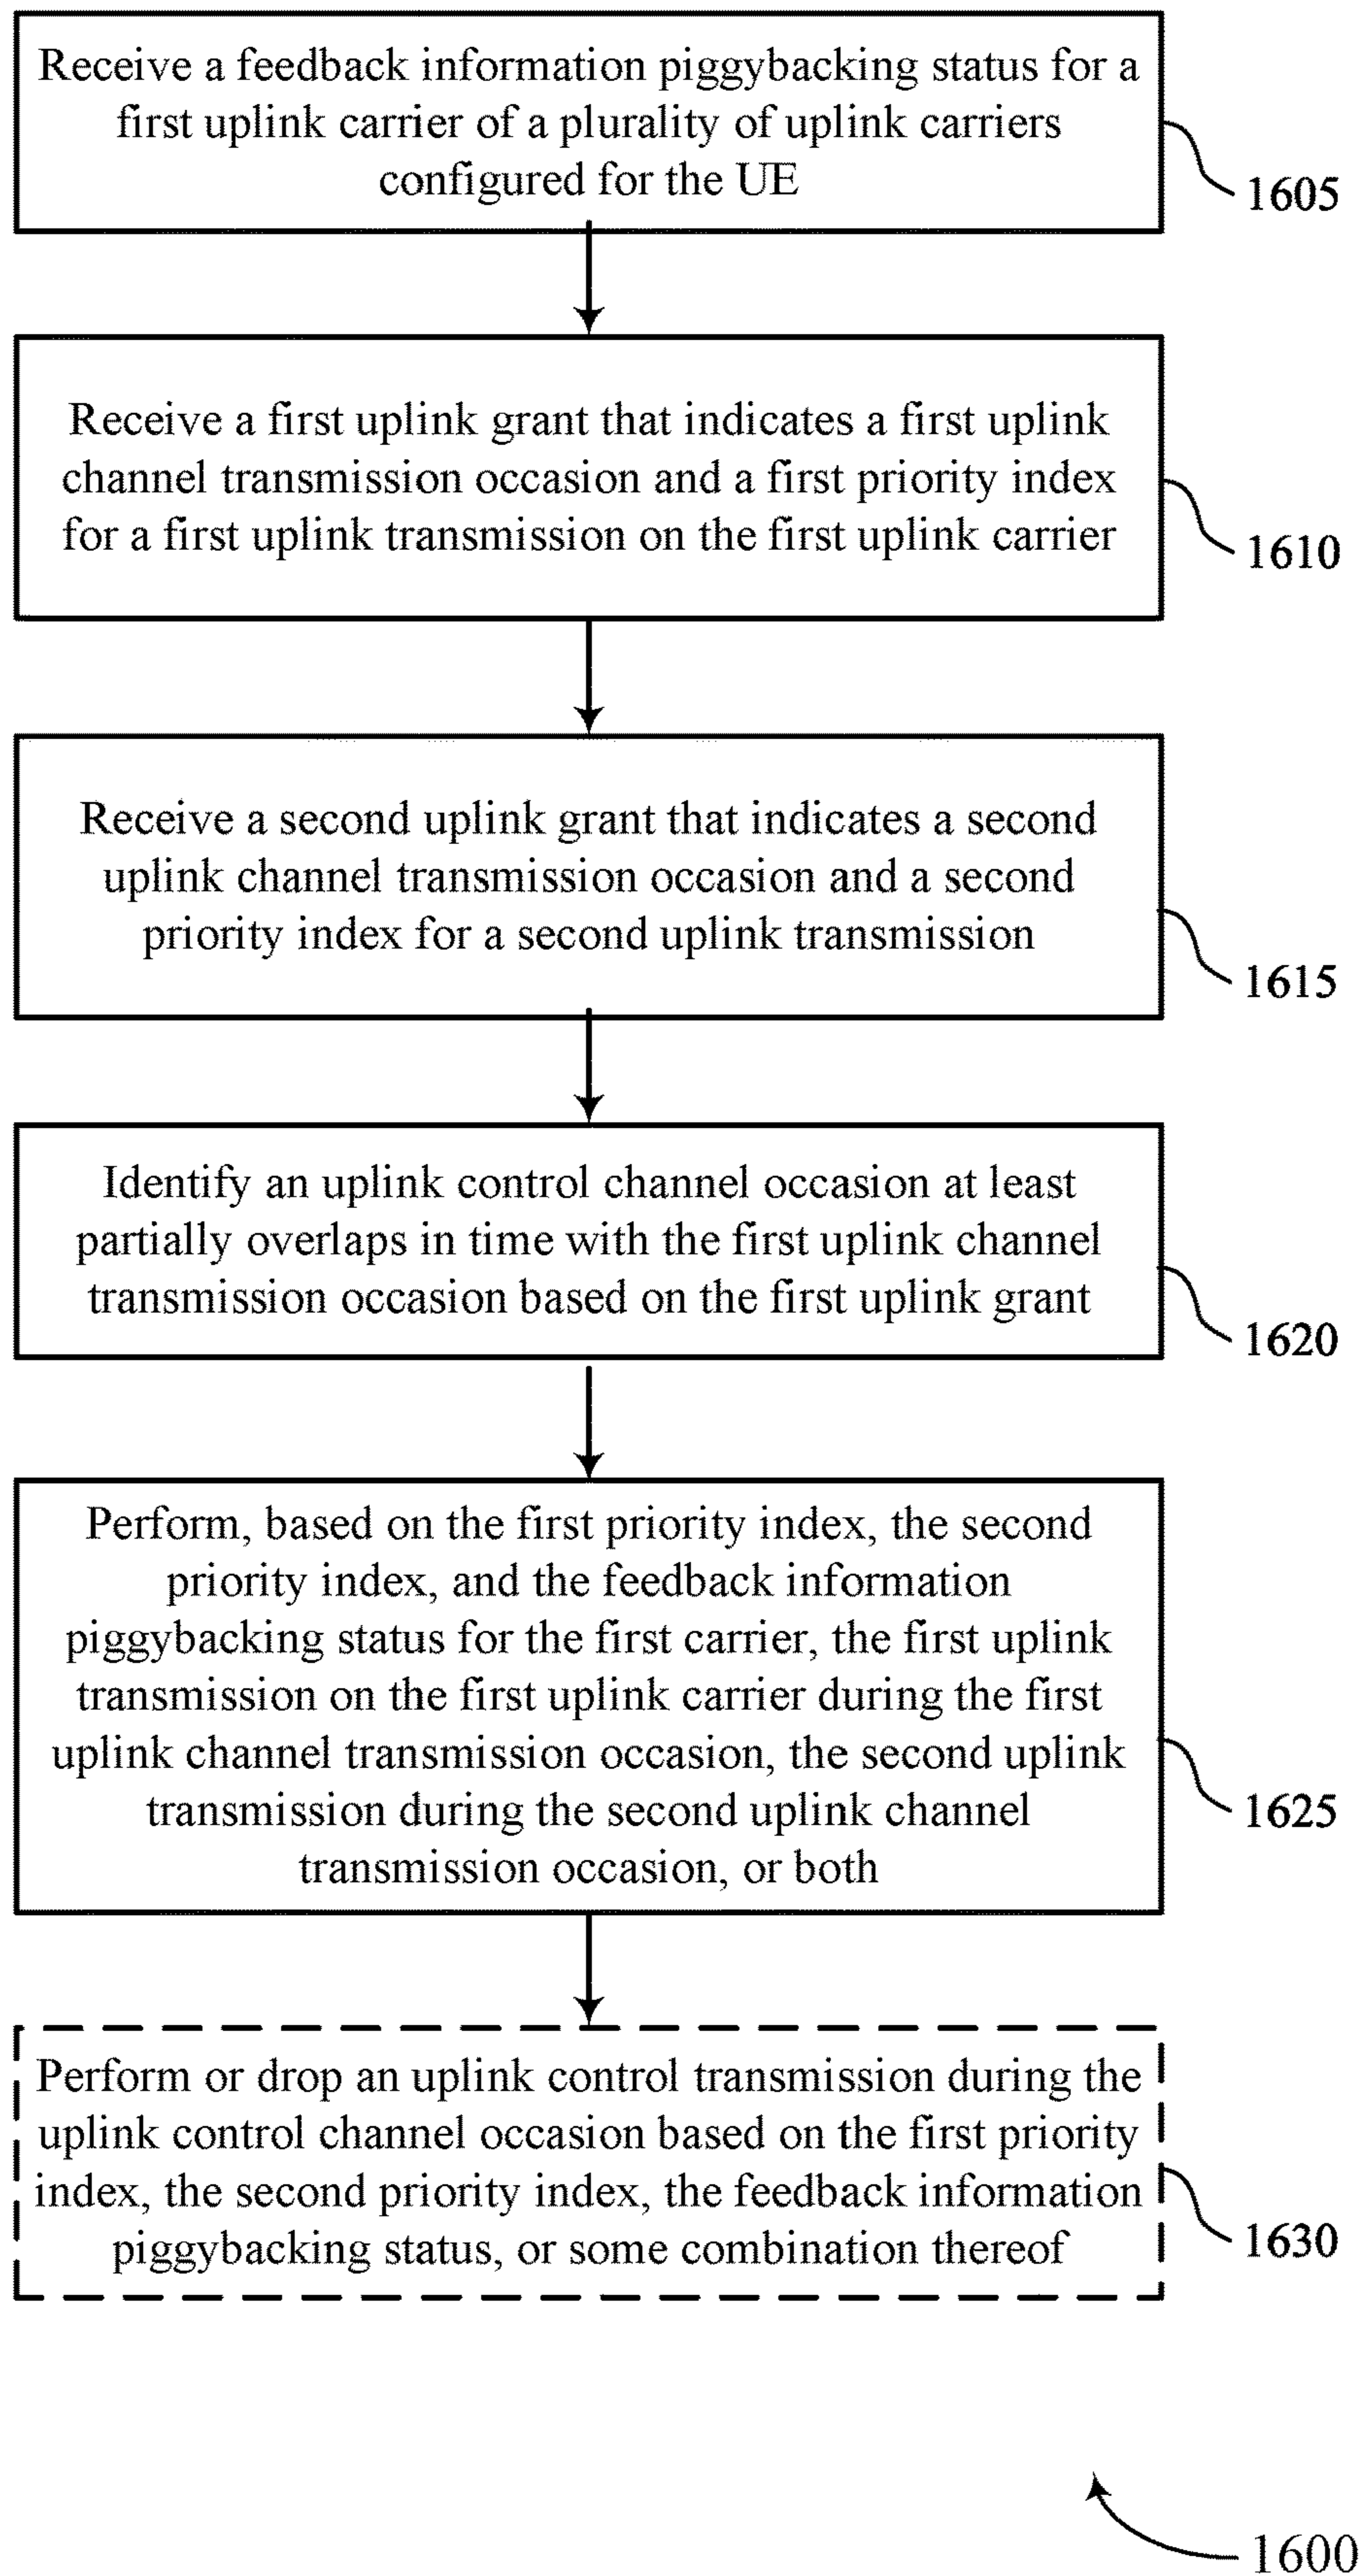 Receive a feedback information piggybacking status for a
first uplink carrier of a plurality of uplink carriers
configured for the UE
1605
Receive a first uplink grant that indicates a first uplink
channel transmission occasion and a first priority index
for a first uplink transmission on the first uplink carrier
1610
Receive a second uplink grant that indicates a second
uplink channel transmission occasion and a second
priority index for a second uplink transmission
1615
Identify an uplink control channel occasion at least
partially overlaps in time with the first uplink channel
transmission occasion based on the first uplink grant
1620
Perform, based on the first priority index, the second
priority index, and the feedback information
piggybacking status for the first carrier, the first uplink
transmission on the first uplink carrier during the first
uplink channel transmission occasion, the second uplink
transmission during the second uplink channel
transmission occasion, or both
1625
Perform or drop an uplink control transmission during the
uplink control channel occasion based on the first priority
index, the second priority index, the feedback information
piggybacking status, or some combination thereof
1630
1600